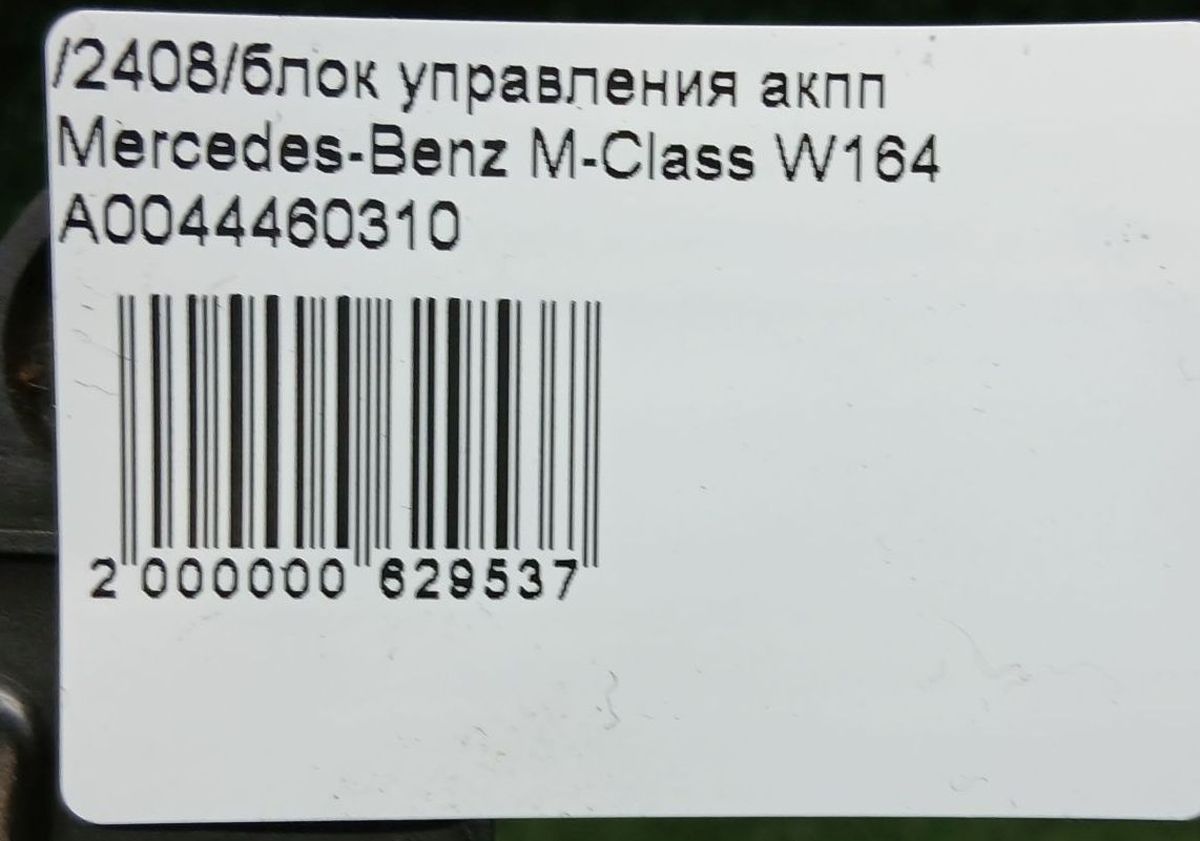 /2408/блок управления акпп
Mercedes-Benz M-Class W164
A0044460310
2 000000 629537